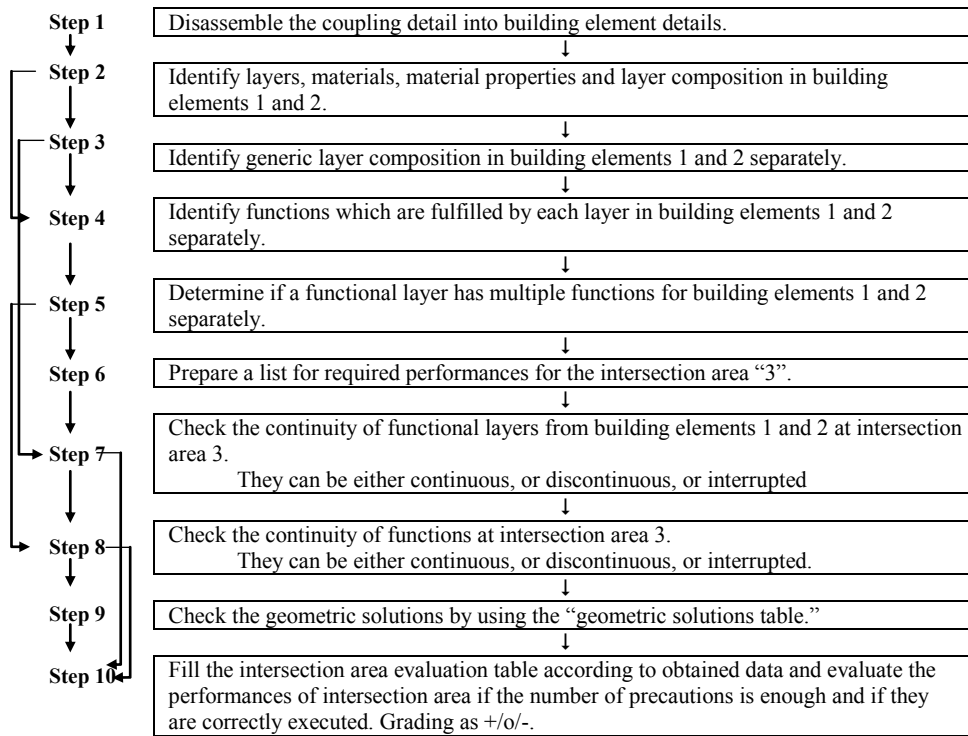 Step 1
Disassemble the coupling detail into building element details.
Step 2
Identify layers, materials, material properties and layer composition in building
elements 1 and 2.
Step 3
Identify generic layer composition in building elements 1 and 2 separately.
Step 4
Identify functions which are fulfilled by each layer in building elements 1 and 2
separately.
Step 5
Determine if a functional layer has multiple functions for building elements 1 and 2
separately.
Step 6
Prepare a list for required performances for the intersection area “3”.
Step 7
Check the continuity of functional layers from building elements 1 and 2 at intersection
area 3.
They can be either continuous, or discontinuous, or interrupted
Step 8
Check the continuity of functions at intersection area 3.
They can be either continuous, or discontinuous, or interrupted.
Step 9
Check the geometric solutions by using the “geometric solutions table.”
Step 10
Fill the intersection area evaluation table according to obtained data and evaluate the
performances of intersection area if the number of precautions is enough and if they
are correctly executed. Grading as +/o/-.